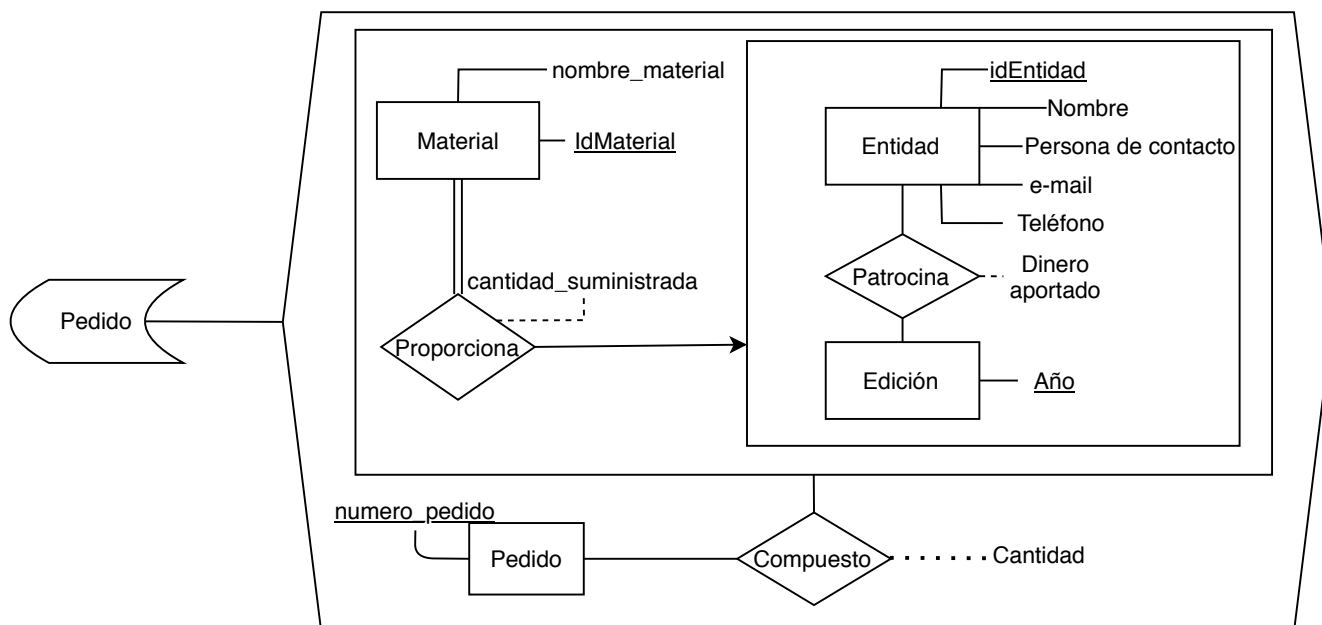 nombre_material
Material
IdMaterial
idEntidad
Nombre
Entidad
Persona de contacto
e-mail
Teléfono
cantidad_suministrada
Patrocina
Dinero
aportado
Pedido
Proporciona
Edición
Año
numero_pedido
Pedido
Compuesto
Cantidad